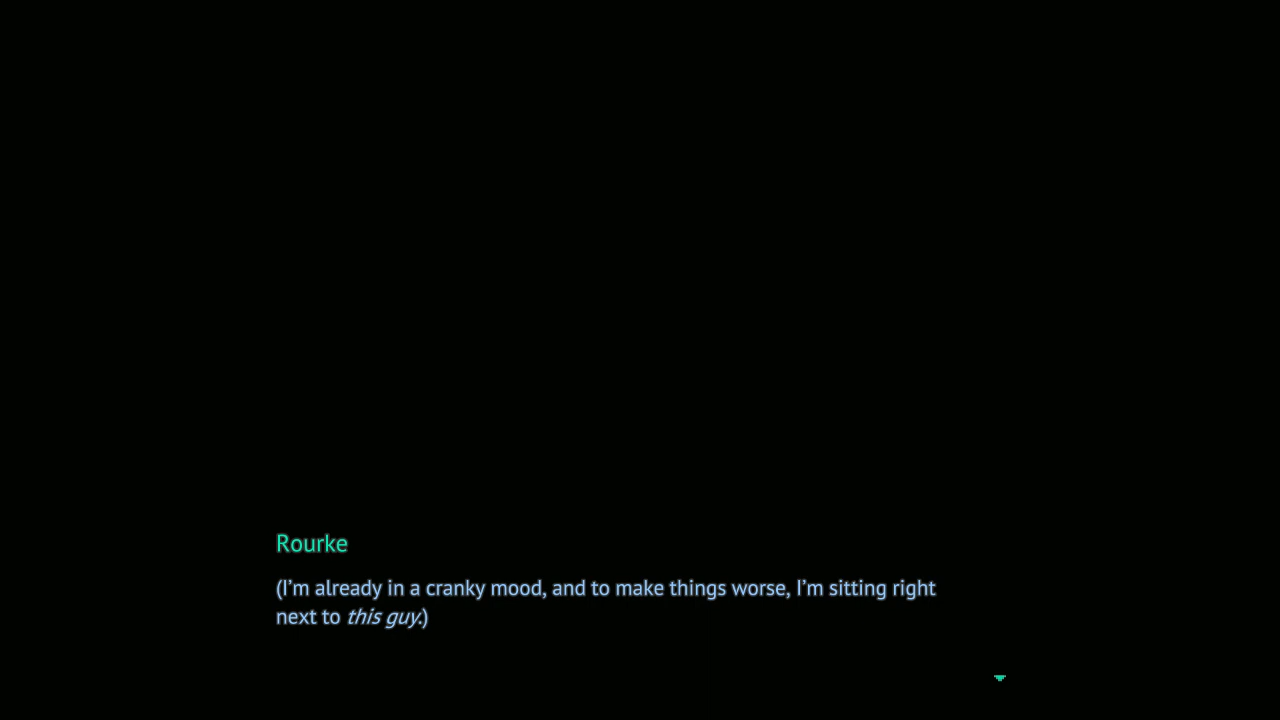 Rourke
(I'm already in a cranky mood, and to make things worse, I'm sitting right
next to this guy.)